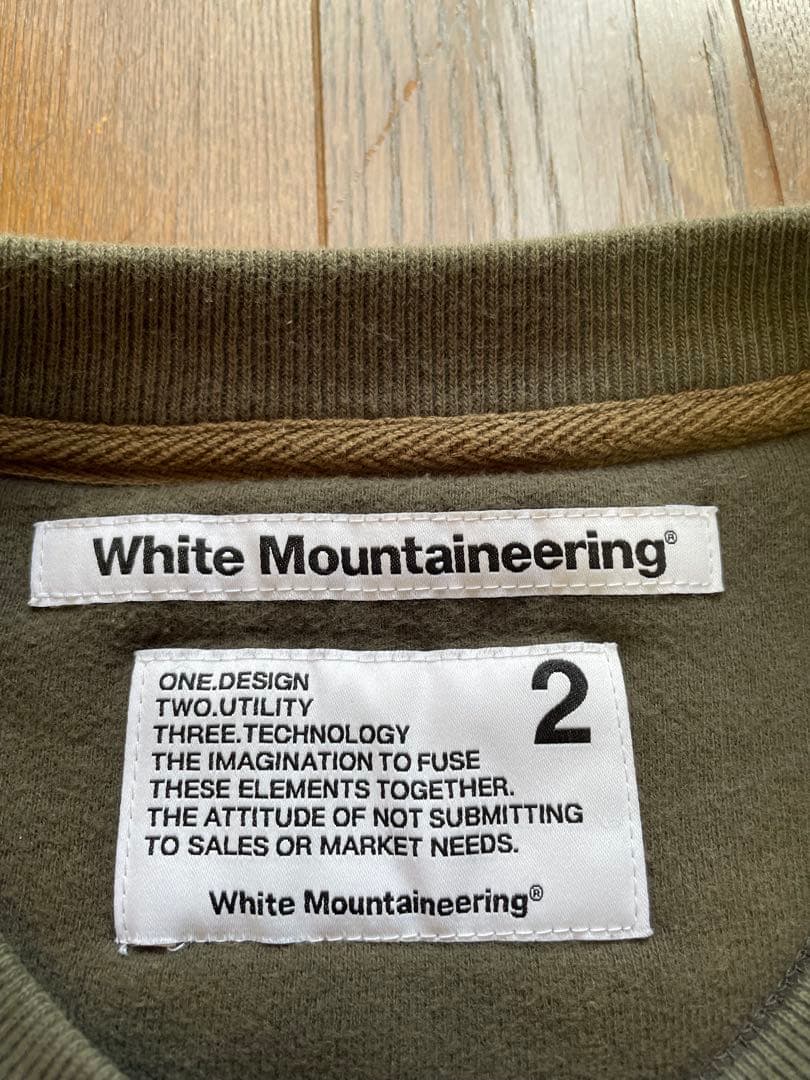 White Mountaineering®
ONE.DESIGN
2
TWO.UTILITY
THREE.TECHNOLOGY
THE IMAGINATION TO FUSE
THESE ELEMENTS TOGETHER.
THE ATTITUDE OF NOT SUBMITTING
TO SALES OR MARKET NEEDS.
White Mountaineering®